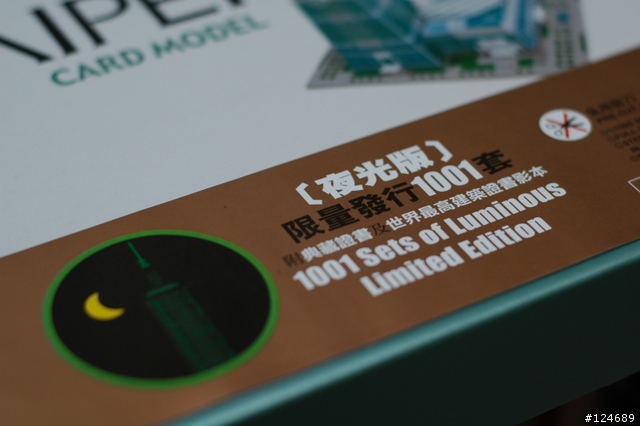 CARD MODEL
〔夜光版〕
限量發行1001套
附典藏證書及世界最高建築證書影本
1001 Sets of Luminous
Limited Edition
#124689